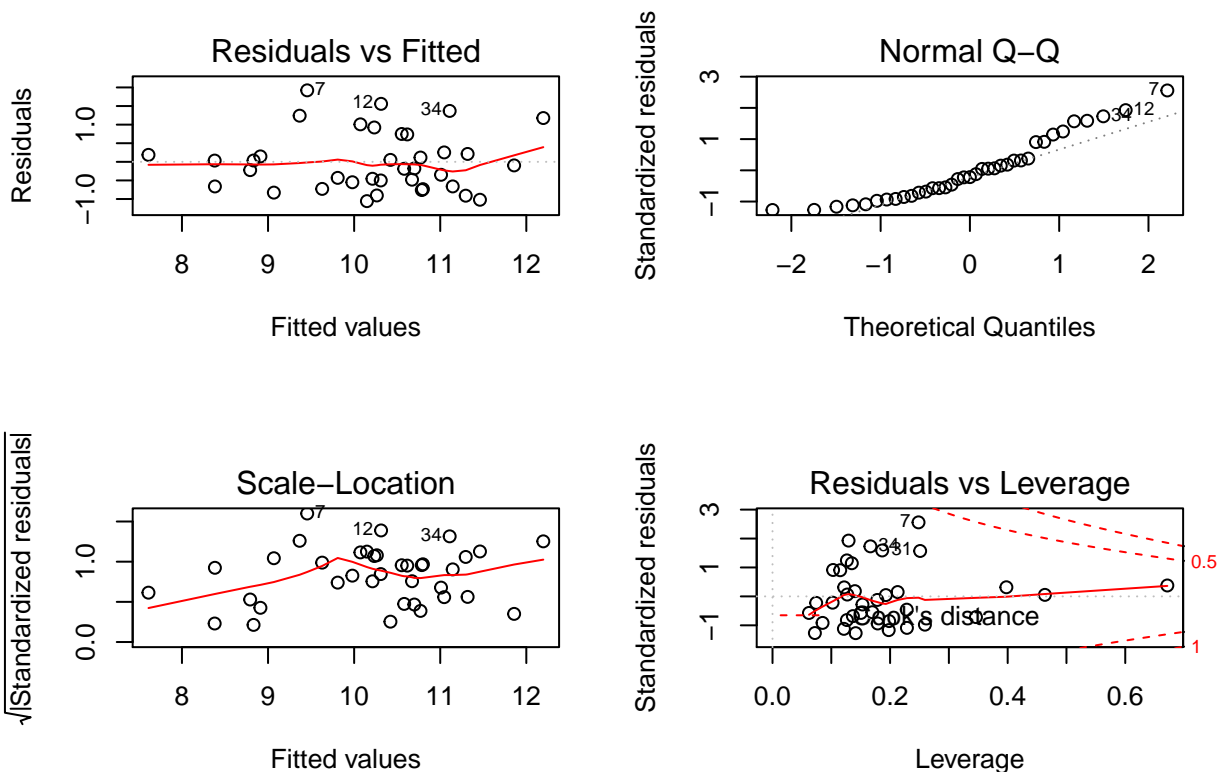 Residuals vs Fitted
Residuals
1.0
−1.0
7
12
34
8 9 10 11 12
Fitted values
Normal Q−Q
Standardized residuals
3
1
−1
7
34
12
−2 −1 0 1 2
Theoretical Quantiles
Scale−Location
√|Standardized residuals|
1.0
0.0
7
12
34
8 9 10 11 12
Fitted values
Residuals vs Leverage
Standardized residuals
3
1
−1
7
34
31
0.5
1
k's distance
0.0 0.2 0.4 0.6
Leverage